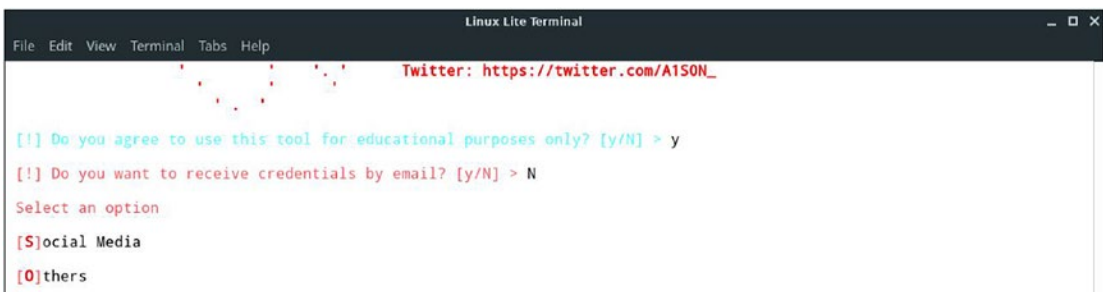 Linux Lite Terminal
File Edit View Terminal Tabs Help
Twitter: https://twitter.com/A1S0N_
[!] Do you agree to use this tool for educational purposes only? [y/N] > y
[!] Do you want to receive credentials by email? [y/N] > N
Select an option
[S]ocial Media
[O]thers